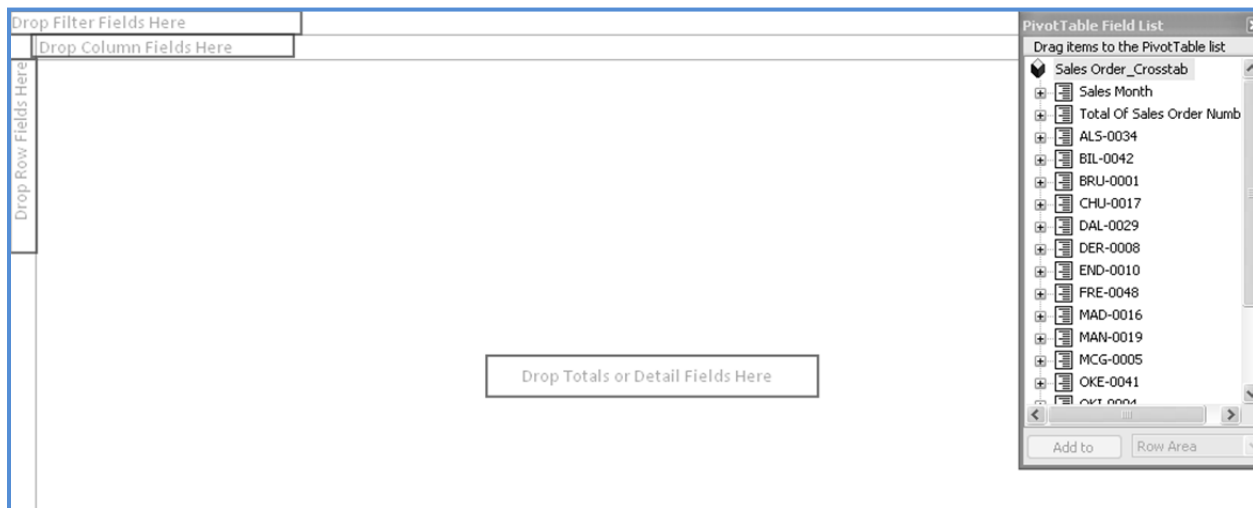 Drop Filter Fields Here
Drop Column Fields Here
Drop Row Fields Here
Drop Totals or Detail Fields Here
PivotTable Field List
Drag items to the PivotTable list
Sales Order_Crosstab
Sales Month
Total Of Sales Order Numb
ALS-0034
BIL-0042
BRU-0001
CHU-0017
DAL-0029
DER-0008
END-0010
FRE-0048
MAD-0016
MAN-0019
MCG-0005
OKE-0041
Add to
Row Area